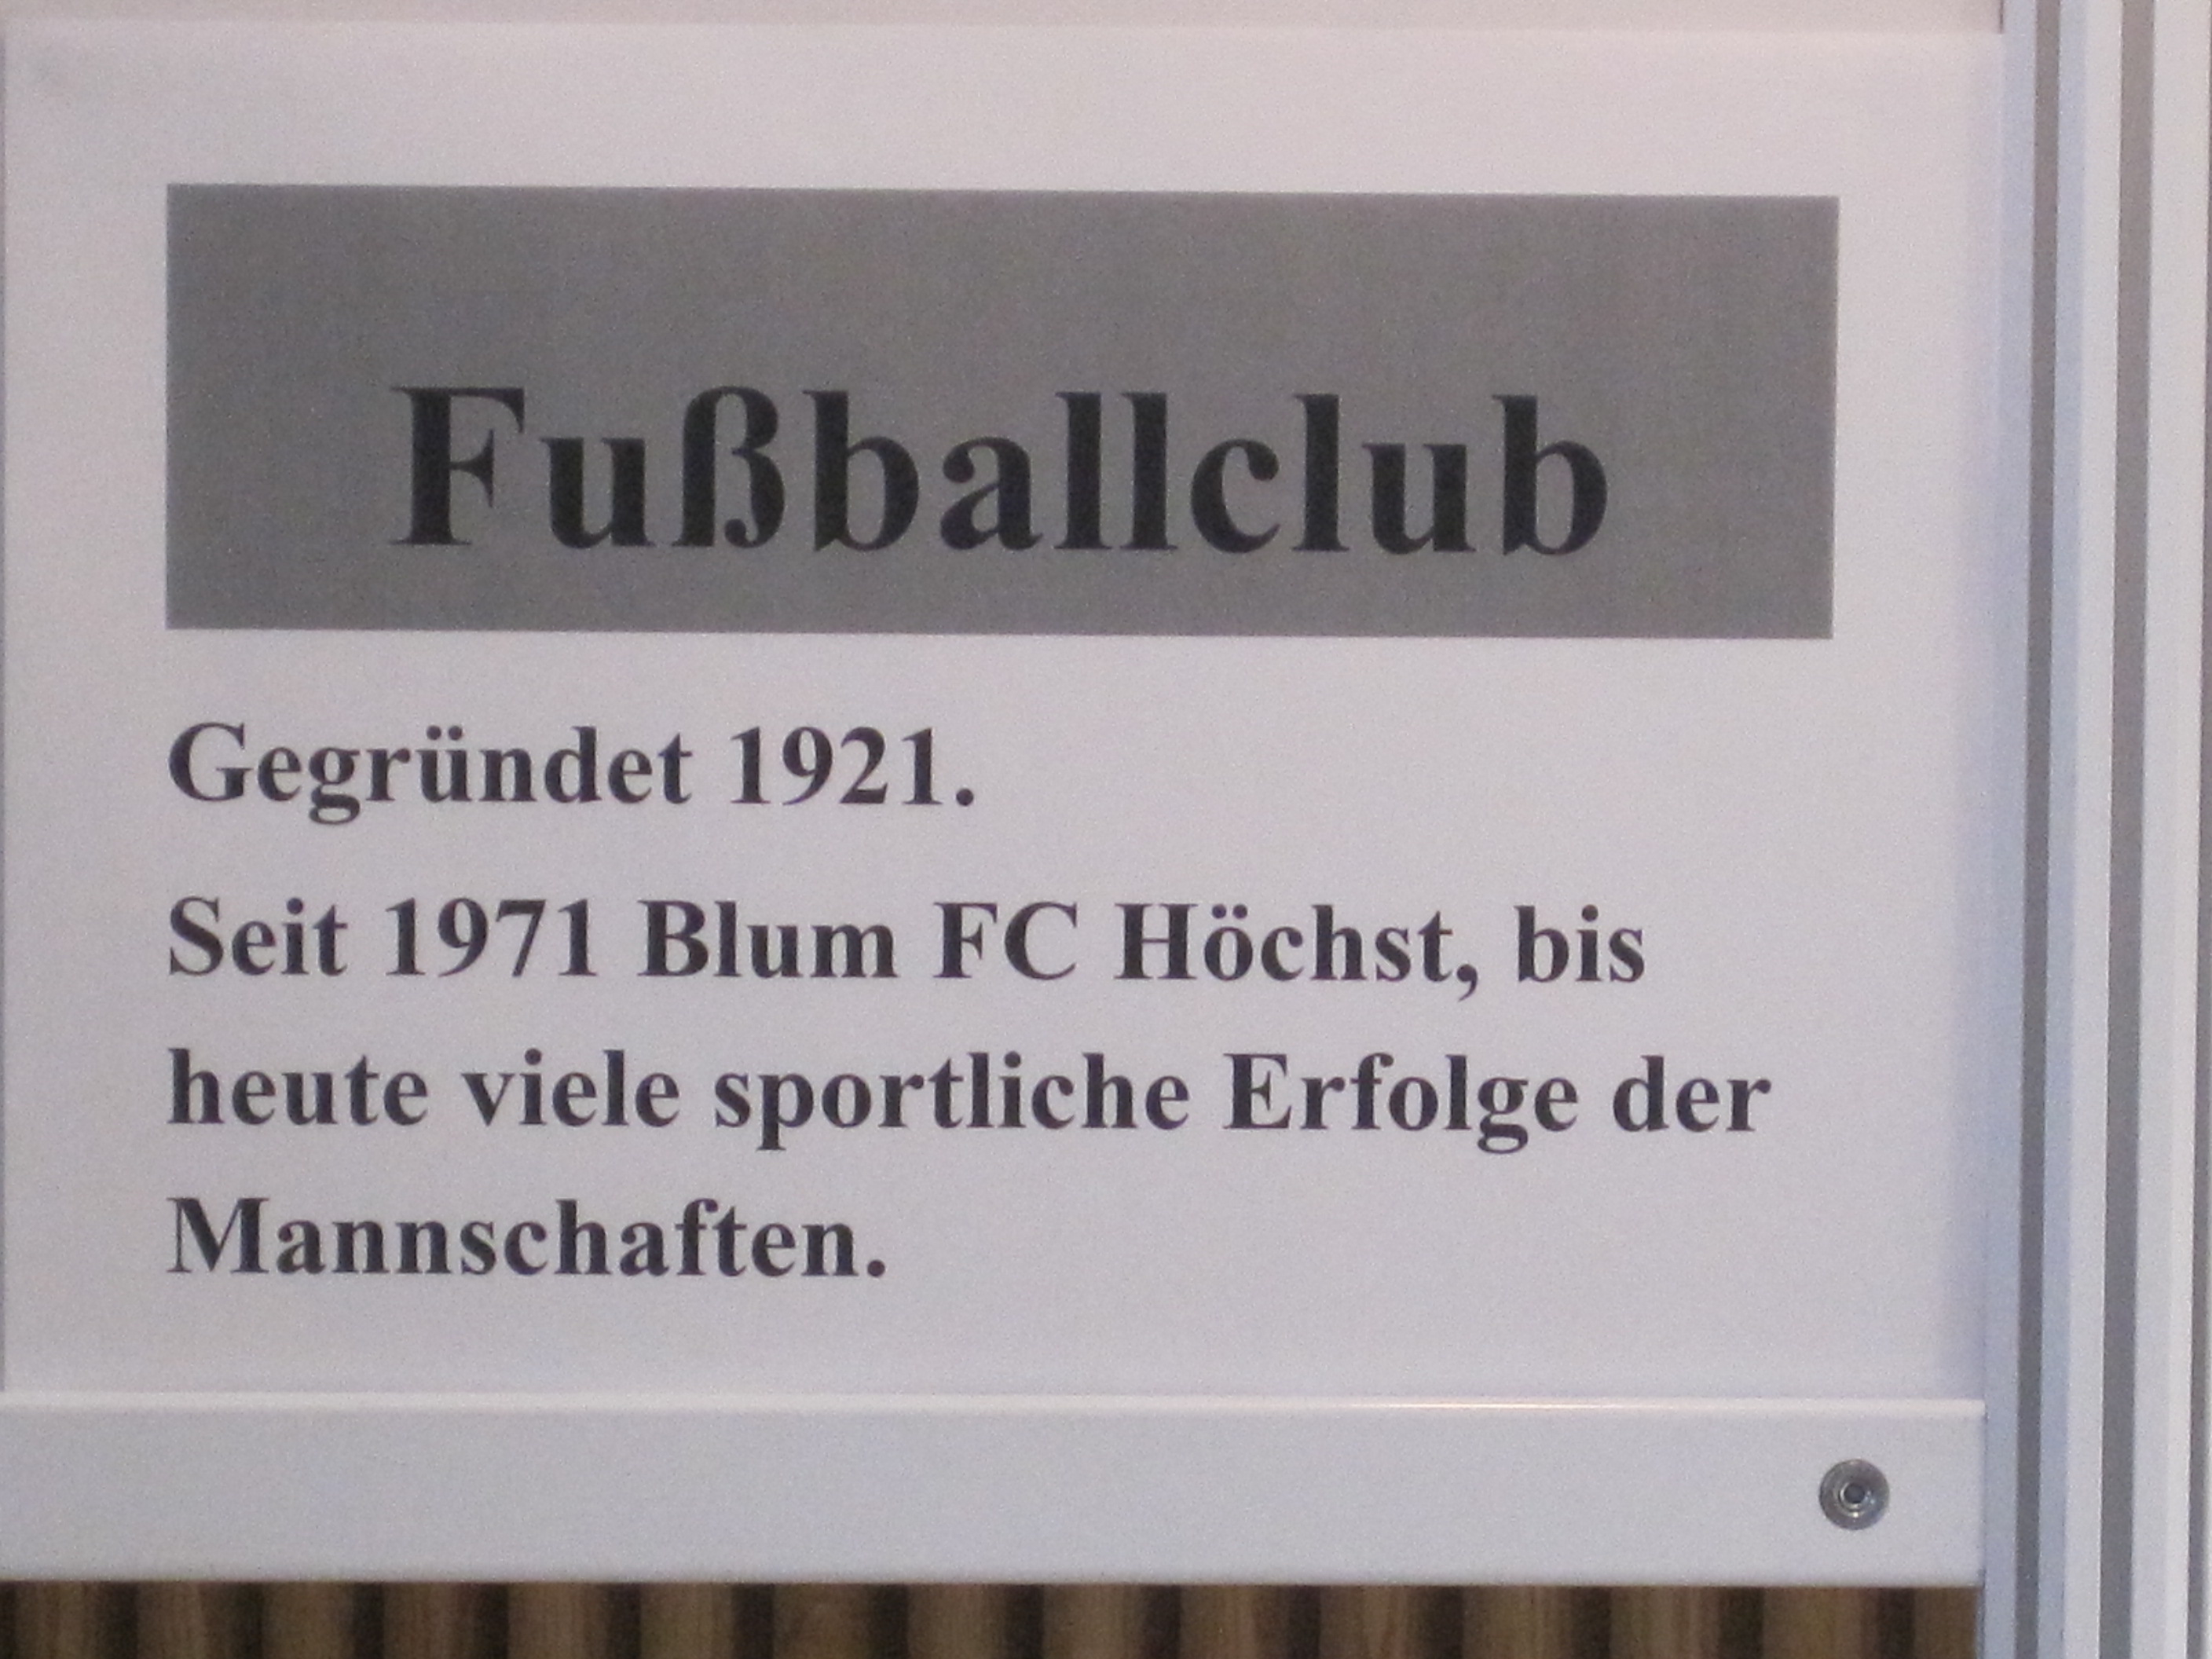 Fußballclub
Gegründet 1921.
Seit 1971 Blum FC Höchst, bis
heute viele sportliche Erfolge der
Mannschaften.